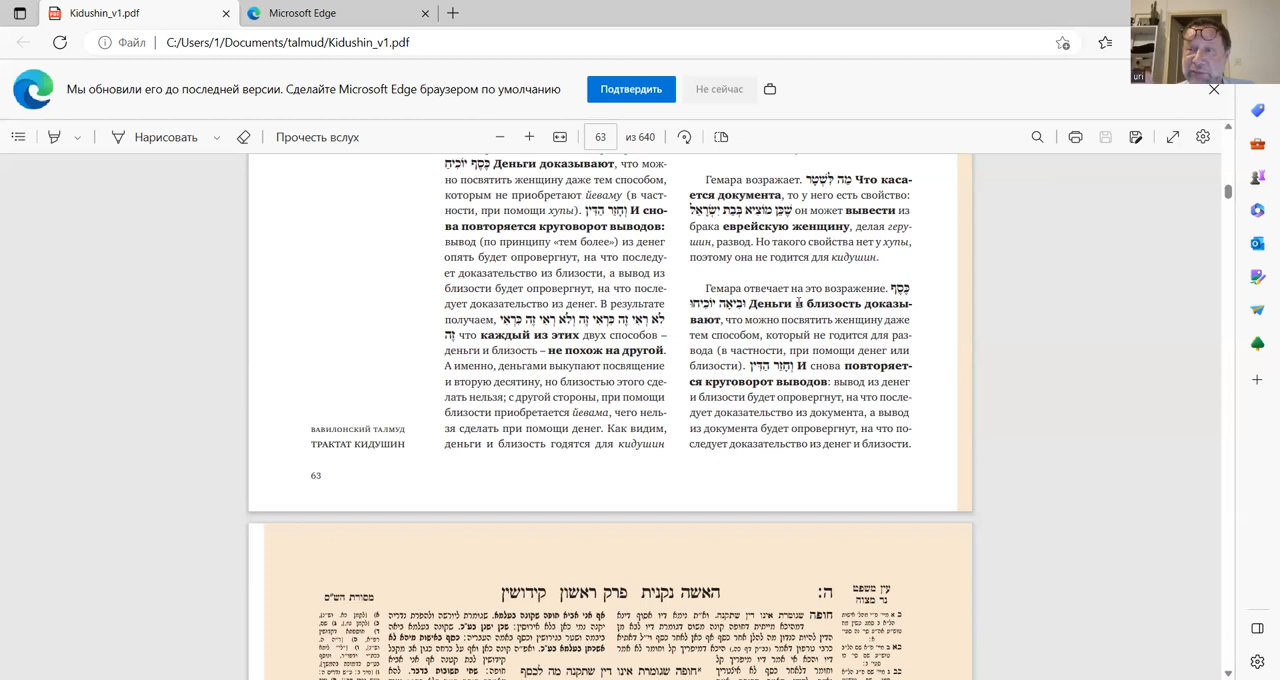 Kidushin_v1.pdf
Microsoft Edge
Файл
C:/Users/1/Documents/talmud/Kidushin_v1.pdf
uri
Мы обновили его до последней версии. Сделайте Microsoft Edge браузером по умолчанию
Подтвердить
Не сейчас
Нарисовать
Прочесть вслух
63
из 640
כֶּסֶף יוֹכִיחַ Деньги доказывают, что мож-
но посвятить женщину даже тем способом,
которым не приобретают йеваму (в част-
ности, при помощи хупы). וְחָזַר הַדִּין И сно-
ва повторяется круговорот выводов:
вывод (по принципу «тем более») из денег
опять будет опровергнут, на что последу-
ет доказательство из близости, а вывод из
близости будет опровергнут, на что после-
дует доказательство из денег. В результате
получаем, לֹא רְאִי זֶה כִּרְאִי זֶה וְלֹא רְאִי זֶה כִּרְאִי
זֶה что каждый из этих двух способов –
деньги и близость – не похож на другой.
А именно, деньгами выкупают посвящение
и вторую десятину, но близостью этого сде-
лать нельзя; с другой стороны, при помощи
близости приобретается йевама, чего нель-
зя сделать при помощи денег. Как видим,
деньги и близость годятся для кидушин
Гемара возражает. מַה לִּשְׁטָר Что каса-
ется документа, то у него есть свойство:
שֶׁכֵּן מוֹצִיא בְּבַת יִשְׂרָאֵל он может вывести из
брака еврейскую женщину, делая геру-
шин, развод. Но такого свойства нет у хупы,
поэтому она не годится для кидушин.
Гемара отвечает на это возражение. כֶּסֶף
וּבִיאָה יוֹכִיחוּ Деньги и близость доказы-
вают, что можно посвятить женщину даже
тем способом, который не годится для раз-
вода (в частности, при помощи денег или
близости). וְחָזַר הַדִּין И снова повторяет-
ся круговорот выводов: вывод из денег
и близости будет опровергнут, на что после-
дует доказательство из документа, а вывод
из документа будет опровергнут, на что по-
следует доказательство из денег и близости.
ВАВИЛОНСКИЙ ТАЛМУД
ТРАКТАТ КИДУШИН
63
עין משפט
נר מצוה
ה:
האשה נקנית פרק ראשון קידושין
מסורת הש״ס